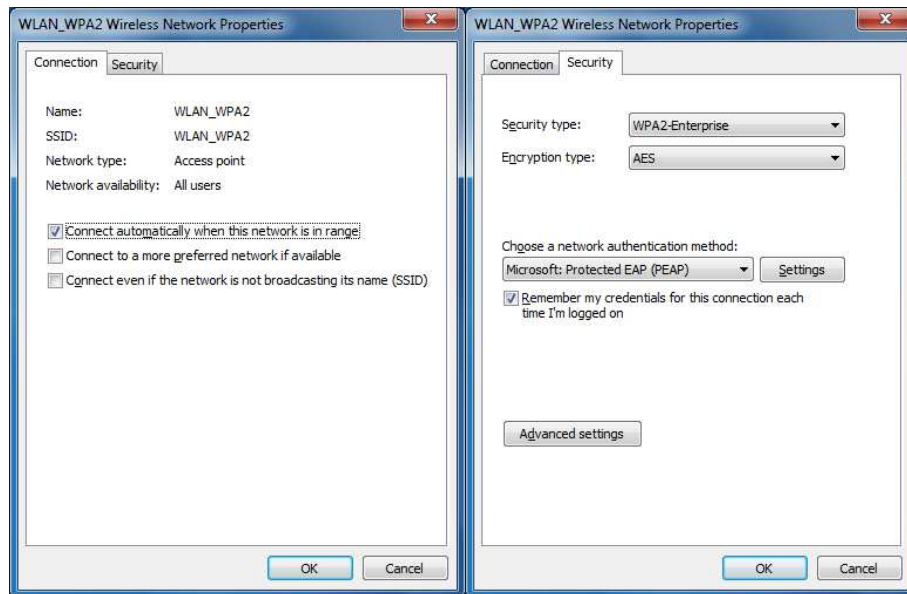 WLAN_WPA2 Wireless Network Properties
x
Connection
Security
Name: WLAN_WPA2
SSID: WLAN_WPA2
Network type: Access point
Network availability: All users
Connect automatically when this network is in range
Connect to a more preferred network if available
Connect even if the network is not broadcasting its name (SSID)
OK
Cancel
WLAN_WPA2 Wireless Network Properties
x
Connection
Security
Security type: WPA2-Enterprise
Encryption type: AES
Choose a network authentication method:
Microsoft: Protected EAP (PEAP)
Settings
Remember my credentials for this connection each
time I'm logged on
Advanced settings
OK
Cancel